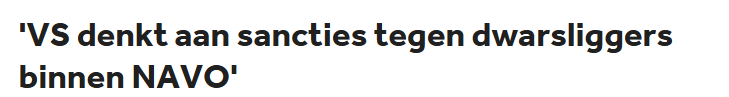 'VS denkt aan sancties tegen dwarsliggers
binnen NAVO'